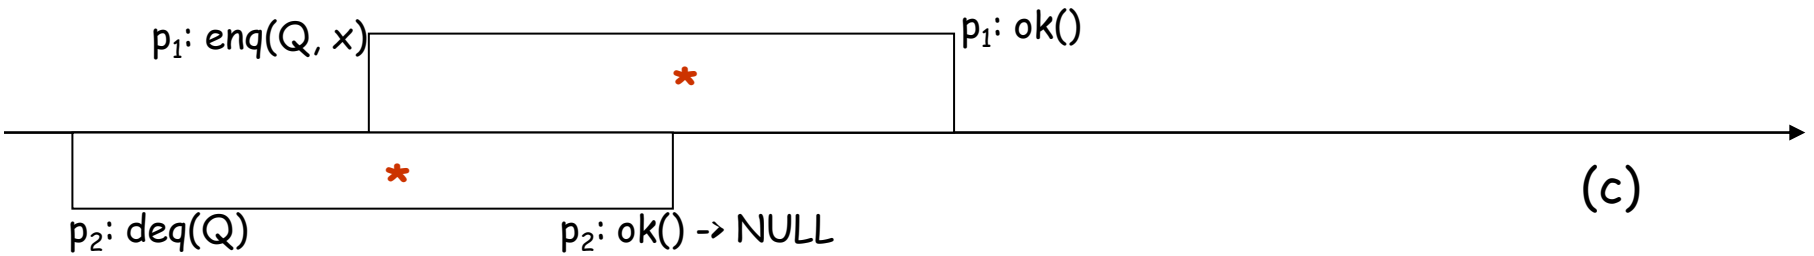 p₁: enq(Q, x)
p₁: ok()
*
*
(c)
p₂: deq(Q)
p₂: ok() -> NULL